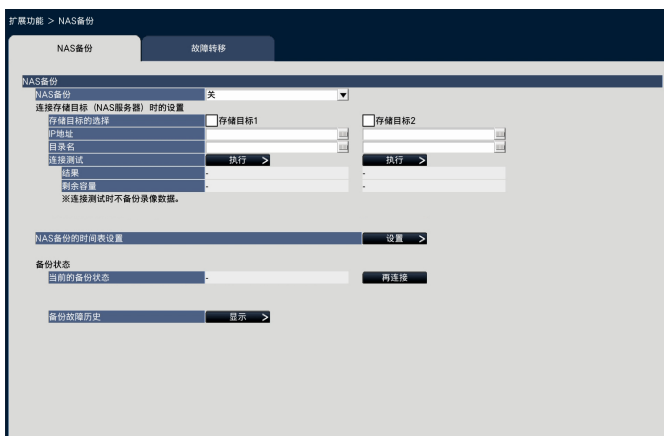 扩展功能 > NAS备份
NAS备份 故障转移
NAS备份
NAS备份 关
连接存储目标（NAS服务器）时的设置
存储目标的选择 存储目标1 存储目标2
IP地址
目录名
连接测试 执行 > 执行 >
结果 - -
剩余容量 - -
※连接测试时不备份录像数据。
NAS备份的时间表设置 设置 >
备份状态
当前的备份状态 - 再连接
备份故障历史 显示 >